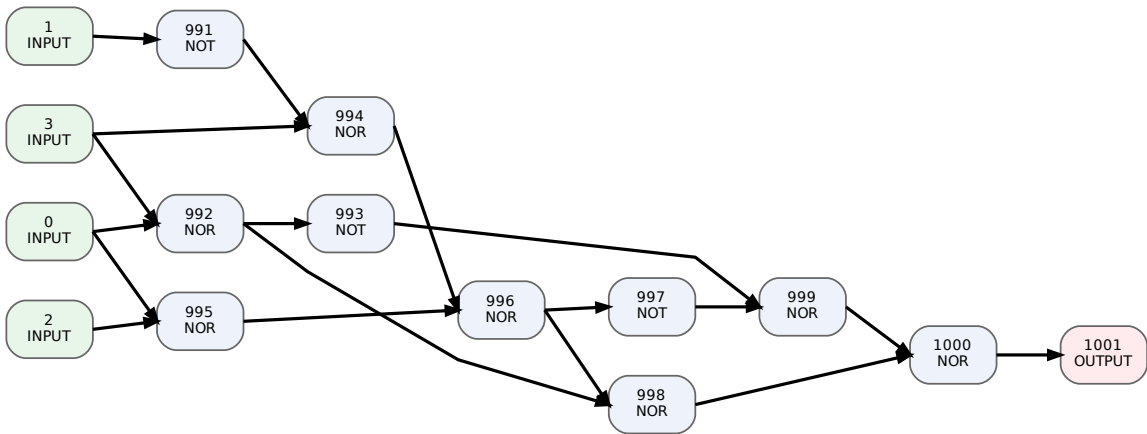 1
INPUT
991
NOT
3
INPUT
994
NOR
0
INPUT
992
NOR
993
NOT
2
INPUT
995
NOR
996
NOR
997
NOT
999
NOR
998
NOR
1000
NOR
1001
OUTPUT